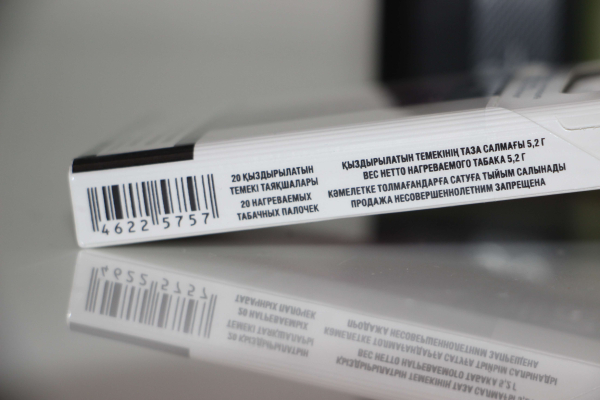 4622 5757
20 ҚЫЗДЫРЫЛАТЫН
ТЕМЕКІ ТАЯҚШАЛАРЫ
20 НАГРЕВАЕМЫХ
ТАБАЧНЫХ ПАЛОЧЕК
ҚЫЗДЫРЫЛАТЫН ТЕМЕКІНІҢ ТАЗА САЛМАҒЫ 5,2 Г
ВЕС НЕТТО НАГРЕВАЕМОГО ТАБАКА 5,2 Г
КӘМЕЛЕТКЕ ТОЛМАҒАНДАРҒА САТУҒА ТЫЙЫМ САЛЫНАДЫ
ПРОДАЖА НЕСОВЕРШЕННОЛЕТНИМ ЗАПРЕЩЕНА